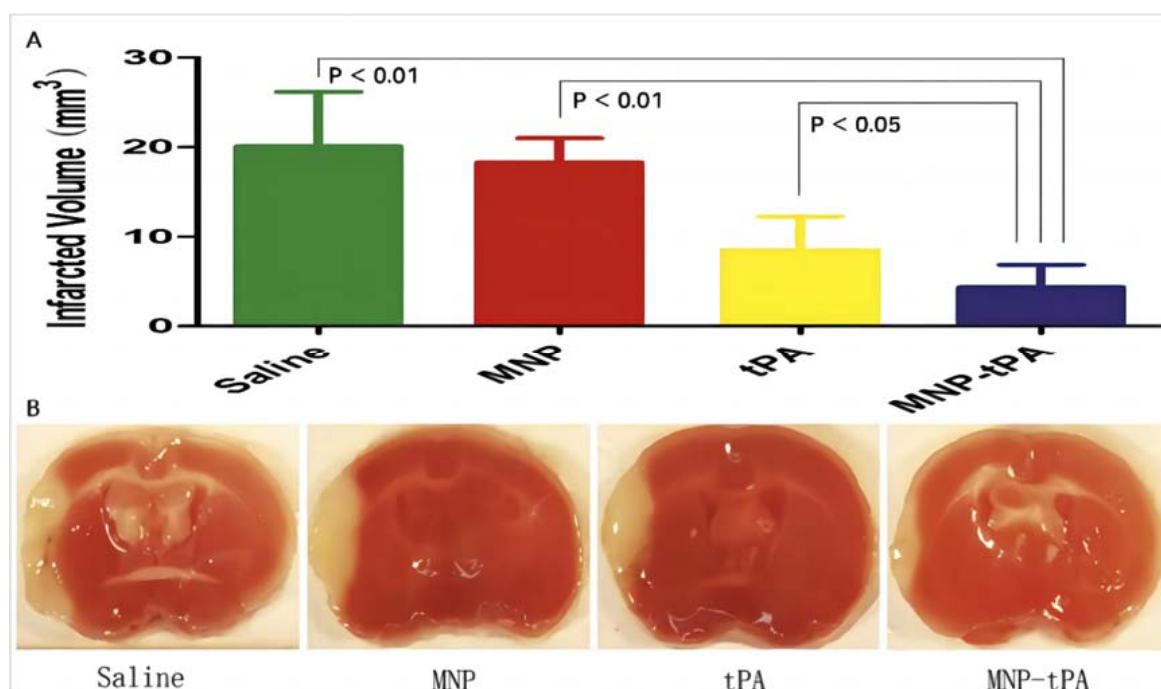 A
Infarcted Volume (mm³)
30
20
10
0
P < 0.01
P < 0.01
P < 0.05
Saline
MNP
tPA
MNP-tPA
B
Saline
MNP
tPA
MNP-tPA